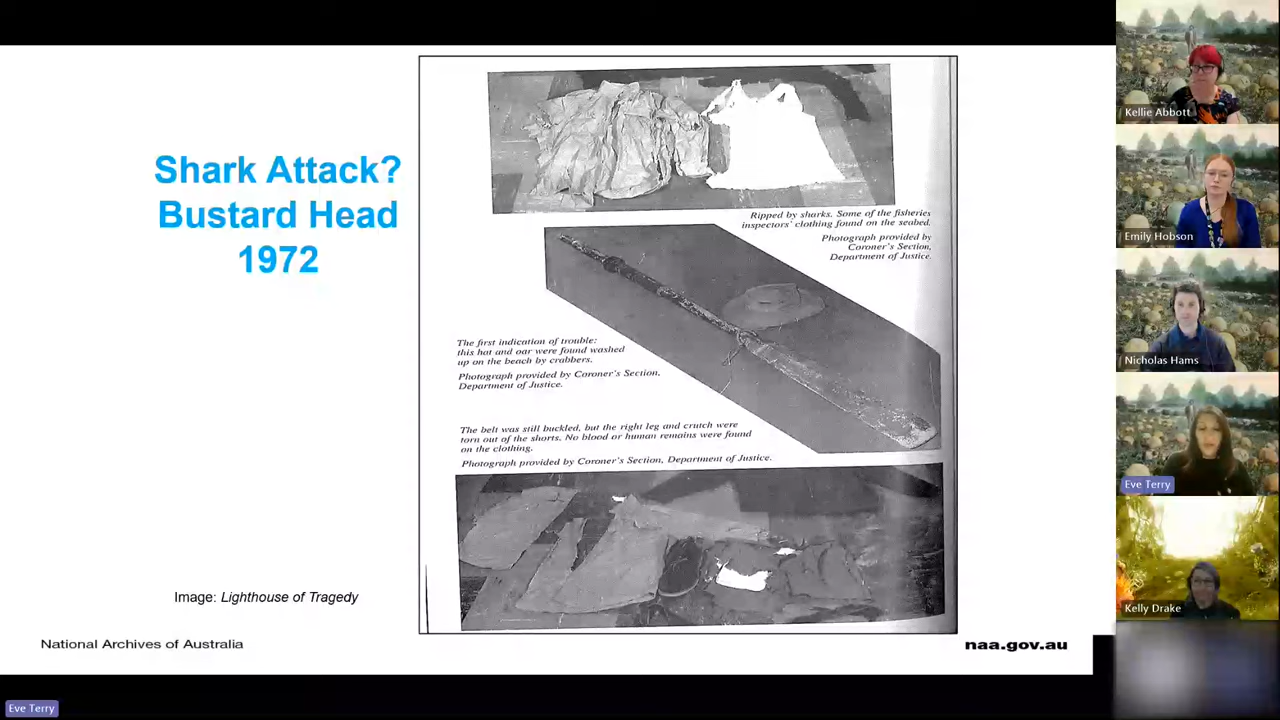 Shark Attack?
Bustard Head
1972
Ripped by sharks. Some of the fisheries
inspectors' clothing found on the seabed.
Photograph provided by
Coroner's Section,
Department of Justice.
The first indication of trouble:
this hat and oar were found washed
up on the beach by crabbers.
Photograph provided by Coroner's Section,
Department of Justice.
The belt was still buckled, but the right leg and crutch were
torn out of the shorts. No blood or human remains were found
on the clothing.
Photograph provided by Coroner's Section, Department of Justice.
Image: Lighthouse of Tragedy
National Archives of Australia
naa.gov.au
Kellie Abbott
Emily Hobson
Nicholas Hams
Eve Terry
Kelly Drake
Eve Terry